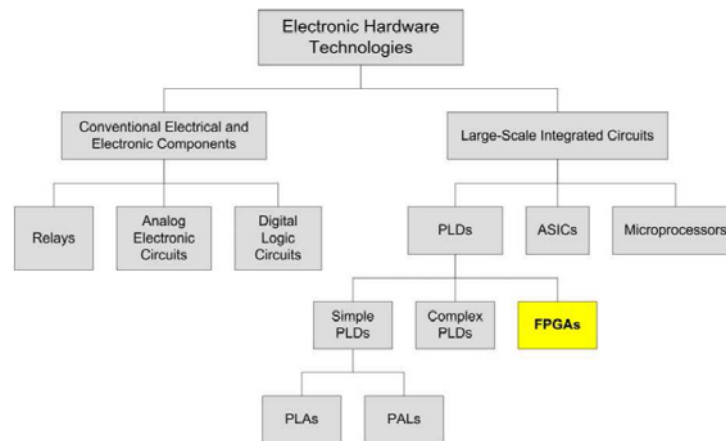 Electronic Hardware
Technologies
Conventional Electrical and
Electronic Components
Large-Scale Integrated Circuits
Relays
Analog
Electronic
Circuits
Digital
Logic
Circuits
PLDs
ASICs
Microprocessors
Simple
PLDs
Complex
PLDs
FPGAs
PLAs
PALs